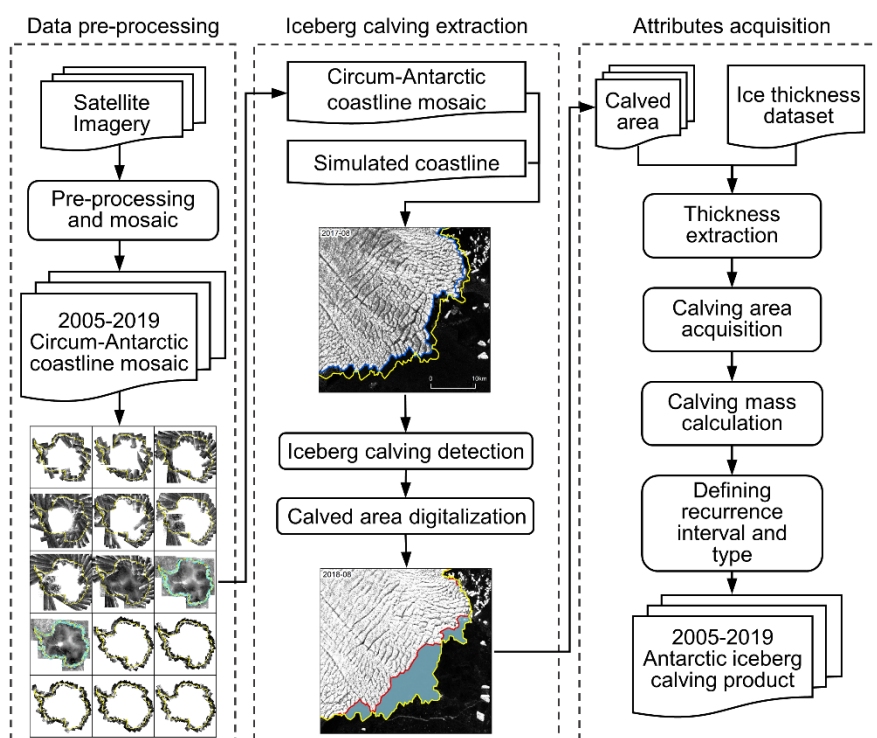 Data pre-processing
Satellite
Imagery
Pre-processing
and mosaic
2005-2019
Circum-Antarctic
coastline mosaic
Iceberg calving extraction
Circum-Antarctic
coastline mosaic
Simulated coastline
2017-08
0 10km
Iceberg calving detection
Calved area digitalization
2018-08
Attributes acquisition
Calved
area
Ice thickness
dataset
Thickness
extraction
Calving area
acquisition
Calving mass
calculation
Defining
recurrence
interval and
type
2005-2019
Antarctic iceberg
calving product